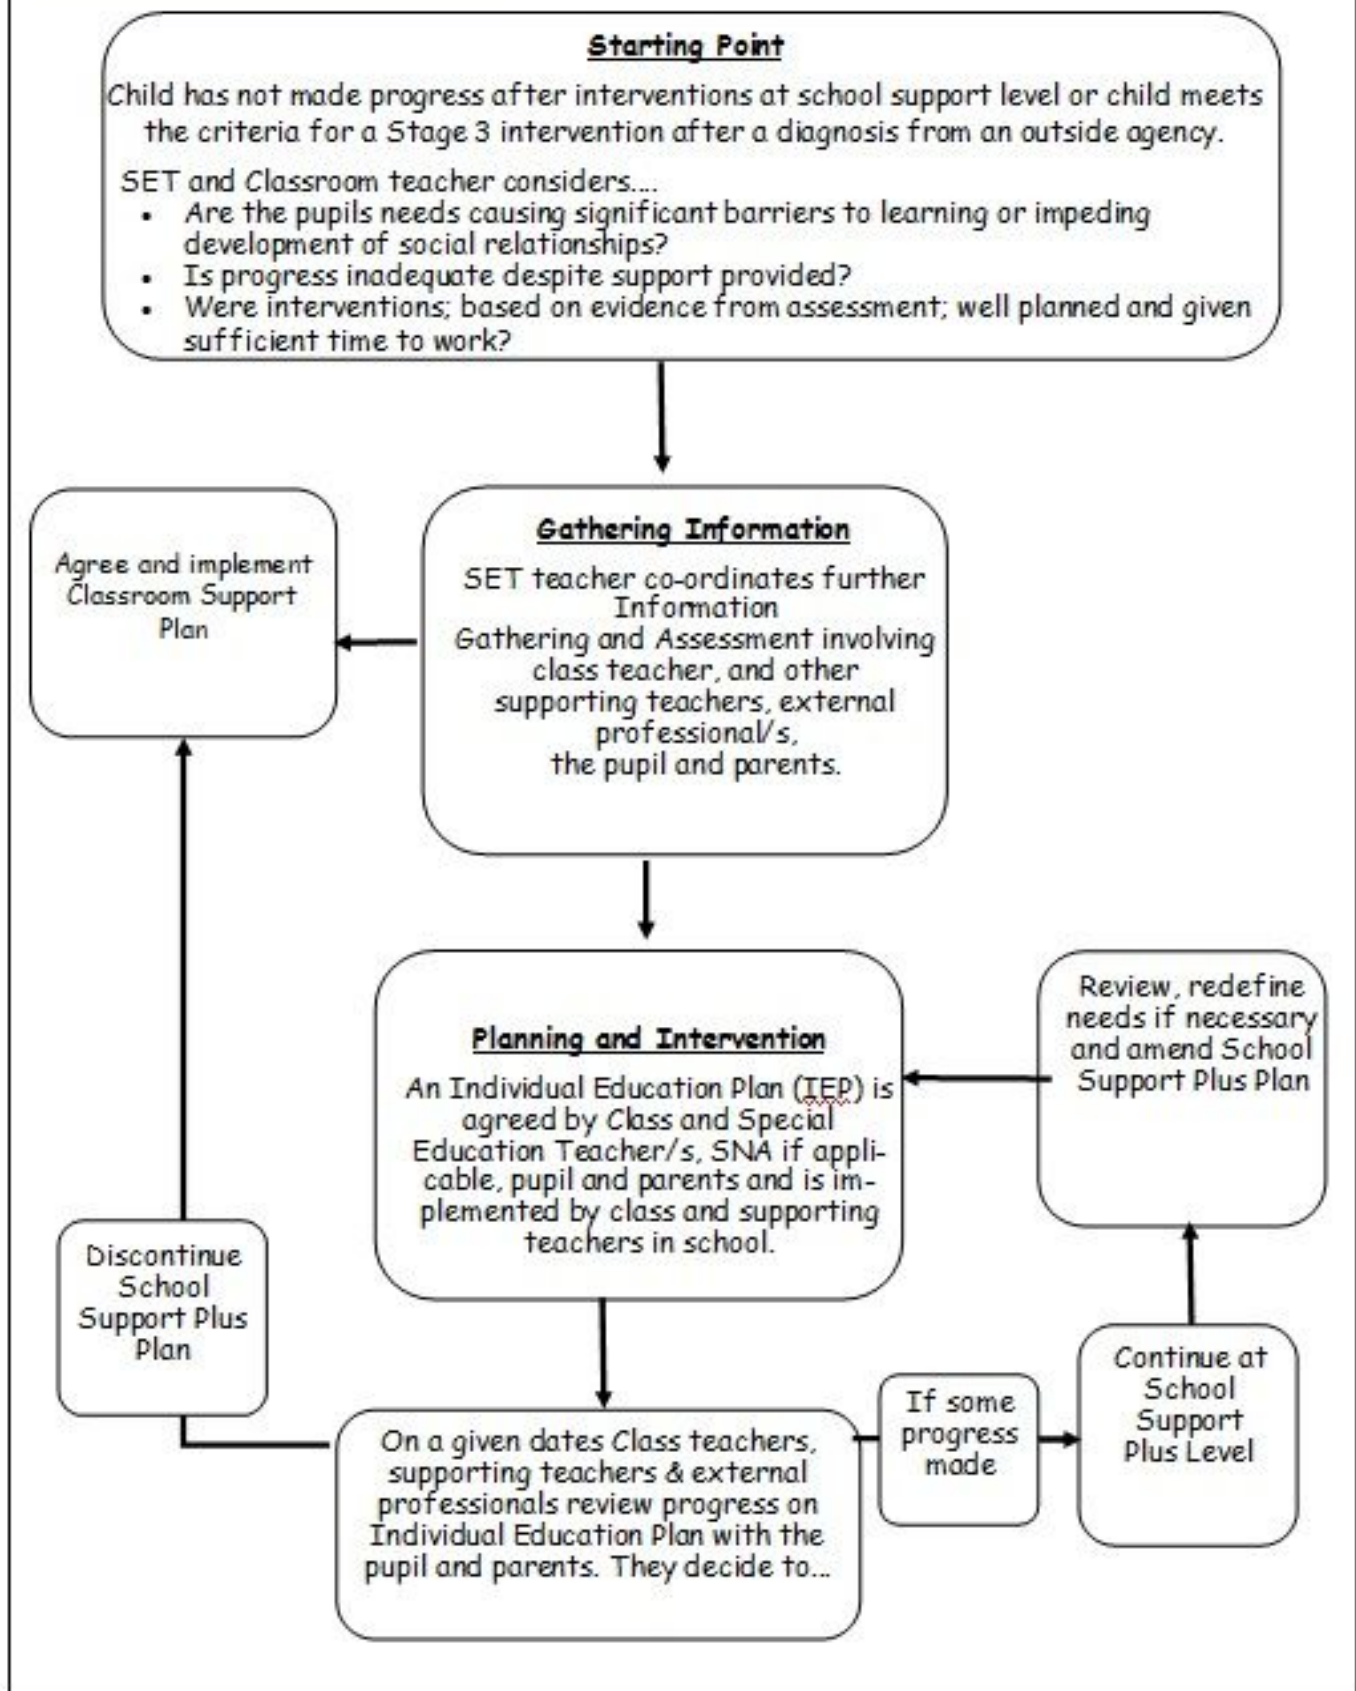 Starting Point
Child has not made progress after interventions at school support level or child meets
the criteria for a Stage 3 intervention after a diagnosis from an outside agency.
SET and Classroom teacher considers....
• Are the pupils needs causing significant barriers to learning or impeding
development of social relationships?
• Is progress inadequate despite support provided?
• Were interventions; based on evidence from assessment; well planned and given
sufficient time to work?
Agree and implement
Classroom Support
Plan
Gathering Information
SET teacher co-ordinates further
Information
Gathering and Assessment involving
class teacher, and other
supporting teachers, external
professional/s,
the pupil and parents.
Planning and Intervention
An Individual Education Plan (IEP) is
agreed by Class and Special
Education Teacher/s, SNA if appli-
cable, pupil and parents and is im-
plemented by class and supporting
teachers in school.
Review, redefine
needs if necessary
and amend School
Support Plus Plan
Discontinue
School
Support Plus
Plan
On a given dates Class teachers,
supporting teachers & external
professionals review progress on
Individual Education Plan with the
pupil and parents. They decide to...
If some
progress
made
Continue at
School
Support
Plus Level